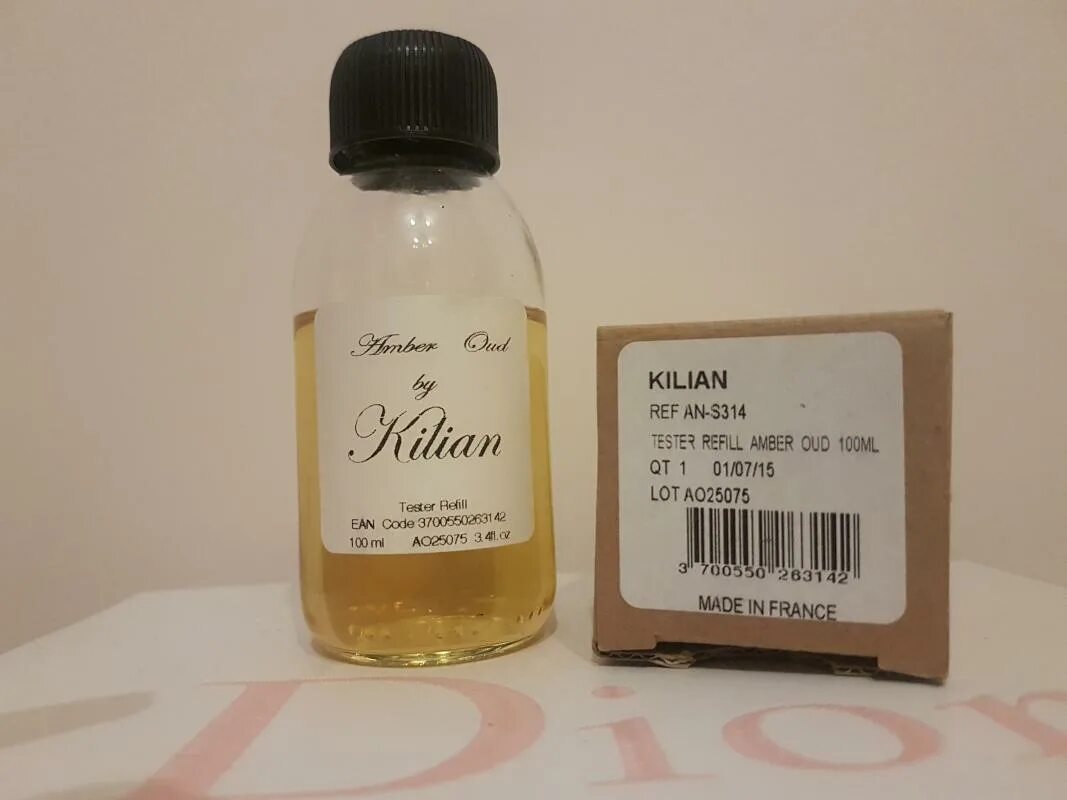 Amber Oud
by
Kilian
Tester Refill
EAN Code 3700550263142
100 ml AO25075 3.4fl.oz
KILIAN
REF AN-S314
TESTER REFILL AMBER OUD 100ML
QT 1 01/07/15
LOT AO25075
3 700550 263142
MADE IN FRANCE
Dior